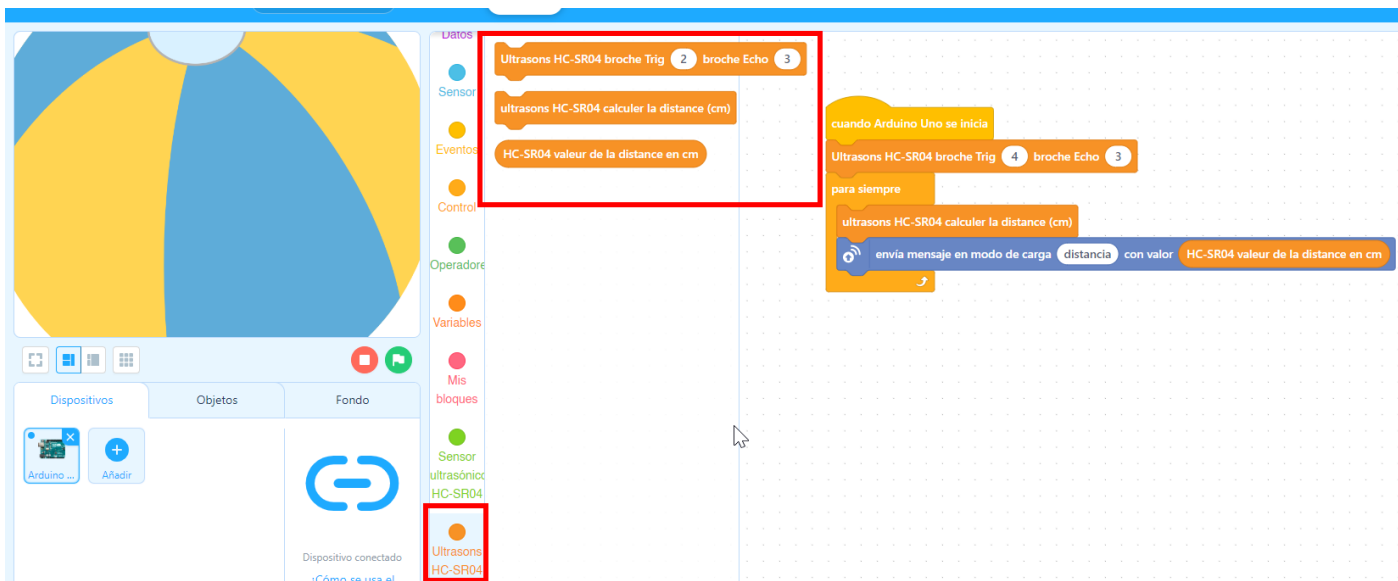 Datos
Sensor
Eventos
Control
Operadore
Variables
Mis
bloques
Sensor
ultrasónico
HC-SR04
Ultrasons
HC-SR04
Ultrasons HC-SR04 broche Trig 2 broche Echo 3
ultrasons HC-SR04 calculer la distance (cm)
HC-SR04 valeur de la distance en cm
cuando Arduino Uno se inicia
Ultrasons HC-SR04 broche Trig 4 broche Echo 3
para siempre
ultrasons HC-SR04 calculer la distance (cm)
envía mensaje en modo de carga distancia con valor HC-SR04 valeur de la distance en cm
Dispositivos
Objetos
Fondo
Arduino ...
Añadir
Dispositivo conectado
¿Cómo se usa el